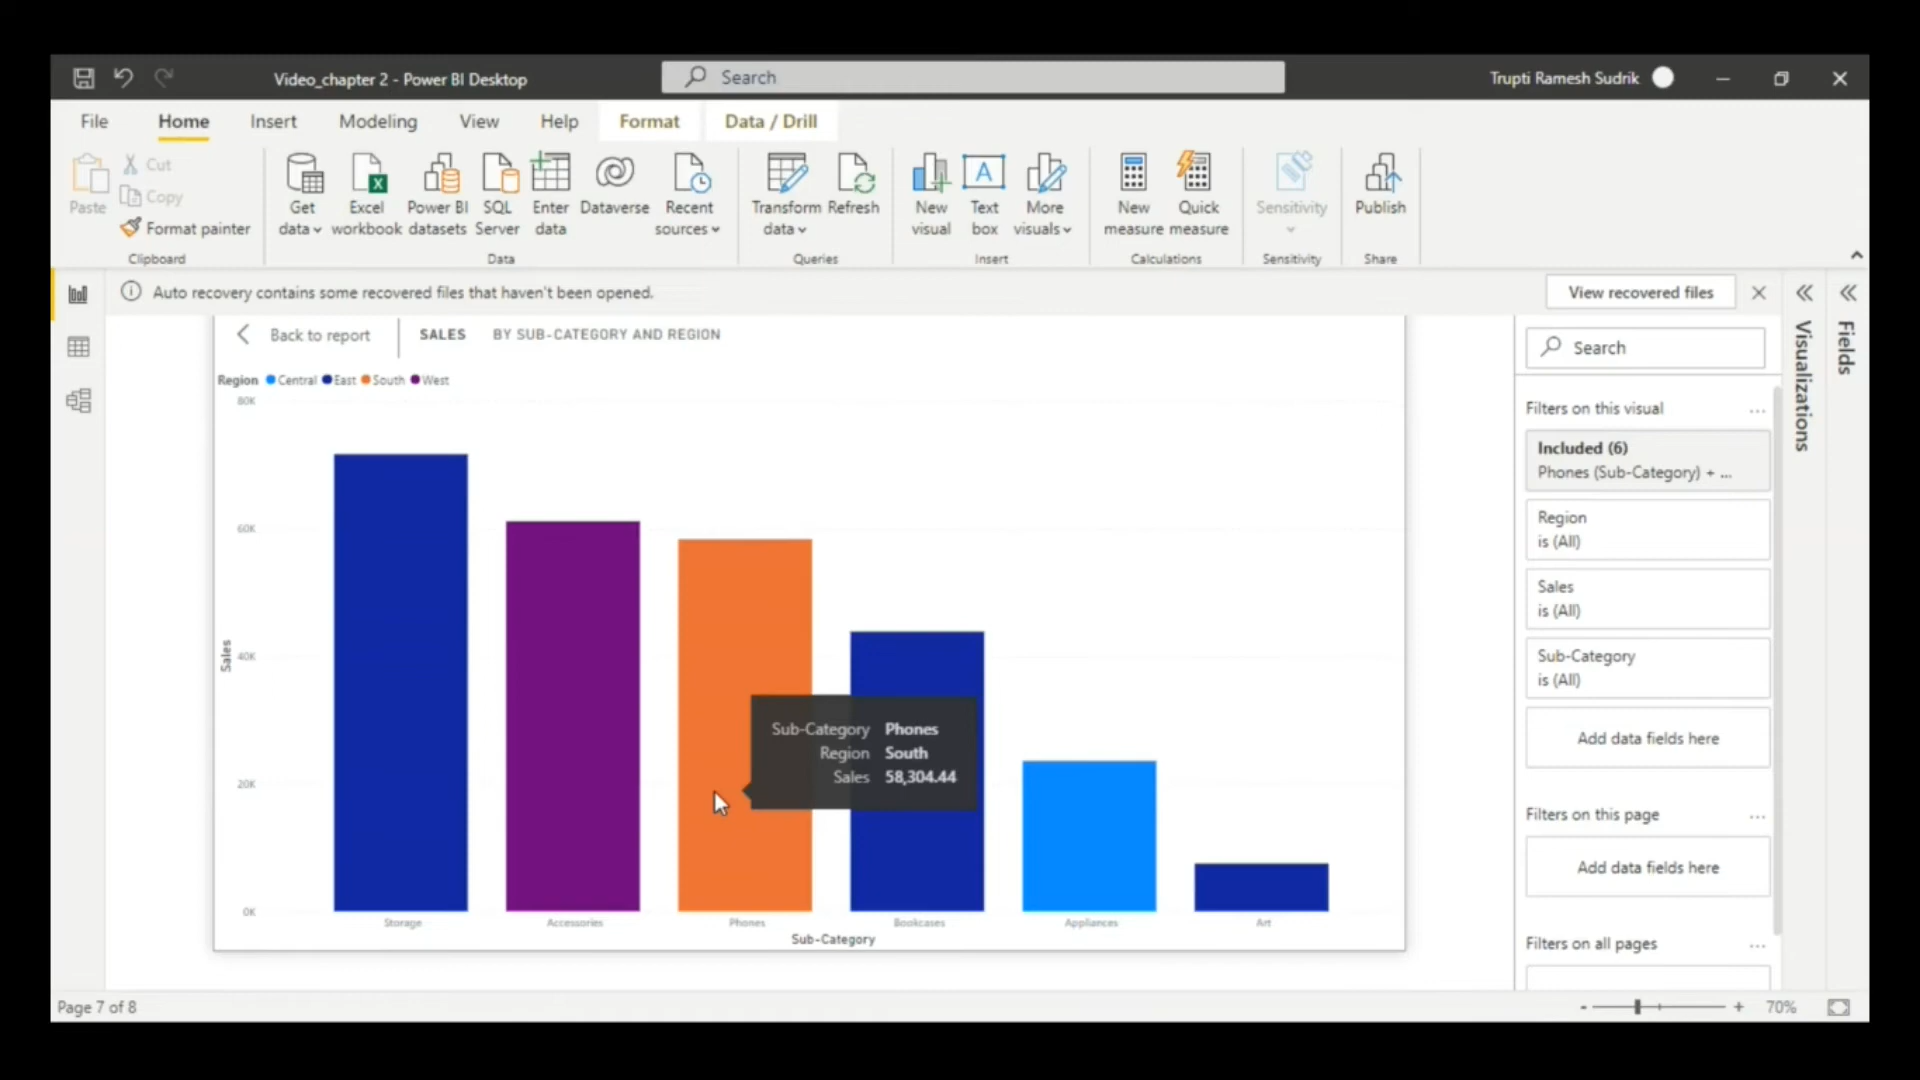 Video_chapter 2 - Power BI Desktop
Search
Trupti Ramesh Sudrik
File Home Insert Modeling View Help Format Data / Drill
Paste
Cut
Copy
Format painter
Clipboard
Get data
Excel workbook
Power BI datasets
SQL Server
Enter data
Dataverse
Recent sources
Data
Transform data
Refresh
Queries
New visual
Text box
More visuals
Insert
New measure
Quick measure
Calculations
Sensitivity
Sensitivity
Publish
Share
Auto recovery contains some recovered files that haven't been opened.
View recovered files
Back to report
SALES BY SUB-CATEGORY AND REGION
Region Central East South West
80K
60K
40K
20K
0K
Sales
Sub-Category Phones
Region South
Sales 58,304.44
Storage Accessories Phones Bookcases Appliances Art
Sub-Category
Search
Filters on this visual
Included (6)
Phones (Sub-Category) + ...
Region
is (All)
Sales
is (All)
Sub-Category
is (All)
Add data fields here
Filters on this page
Add data fields here
Filters on all pages
Visualizations
Fields
Page 7 of 8
70%